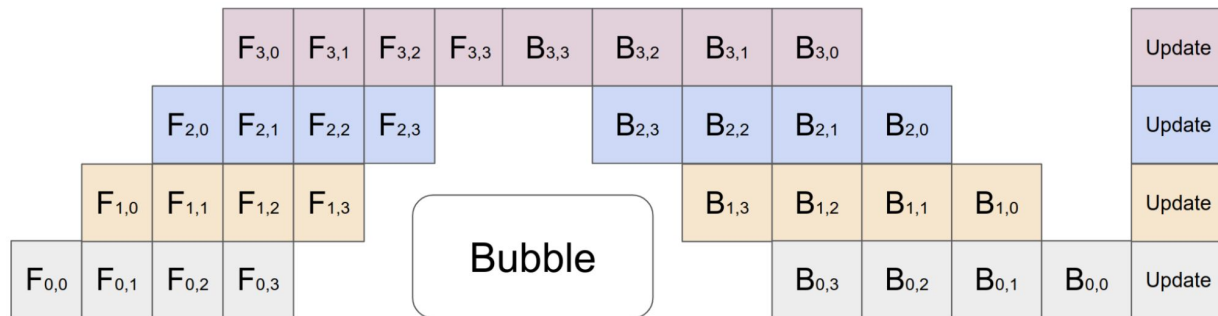 F3,0 F3,1 F3,2 F3,3 B3,3 B3,2 B3,1 B3,0 Update
F2,0 F2,1 F2,2 F2,3 B2,3 B2,2 B2,1 B2,0 Update
F1,0 F1,1 F1,2 F1,3 B1,3 B1,2 B1,1 B1,0 Update
Bubble
F0,0 F0,1 F0,2 F0,3 B0,3 B0,2 B0,1 B0,0 Update